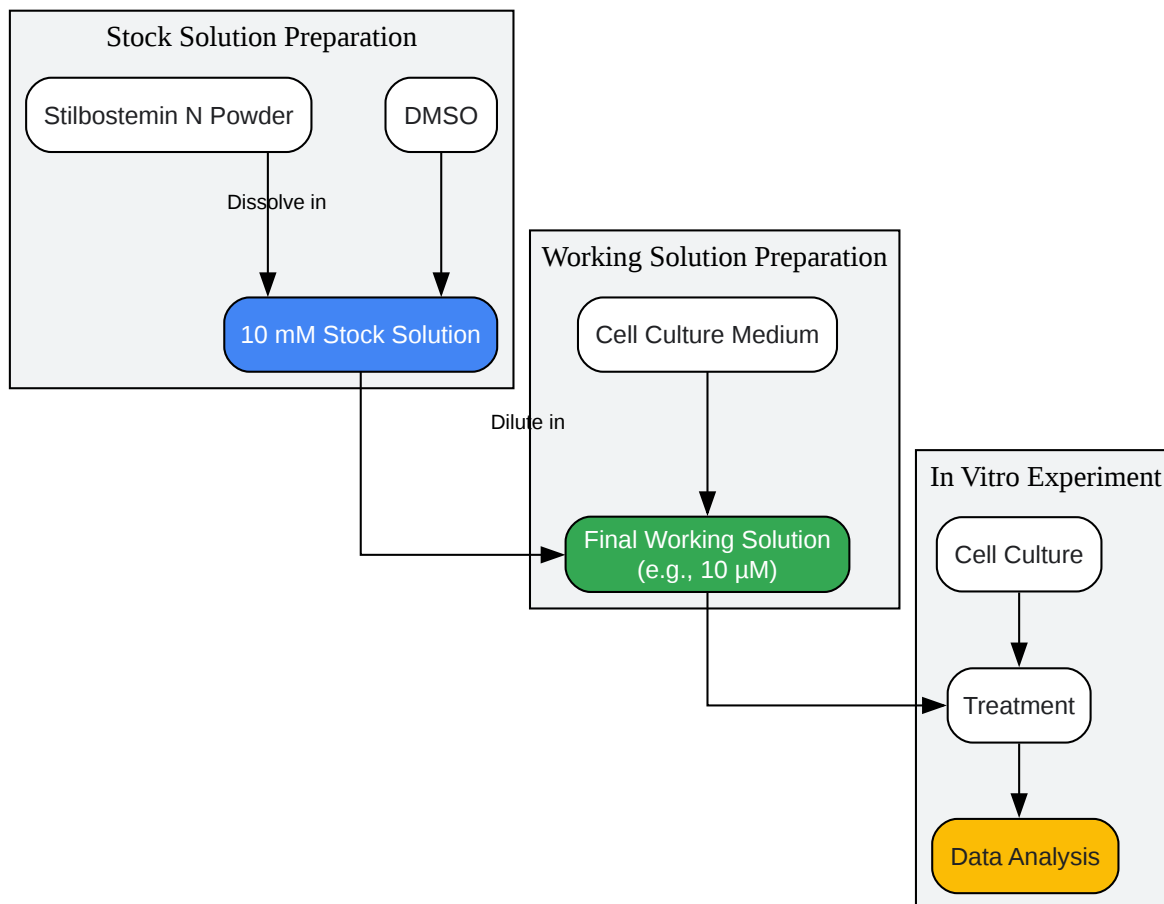 Stock Solution Preparation
Stilbostemin N Powder
DMSO
Dissolve in
10 mM Stock Solution
Working Solution Preparation
Cell Culture Medium
Dilute in
Final Working Solution
(e.g., 10 µM)
In Vitro Experiment
Cell Culture
Treatment
Data Analysis